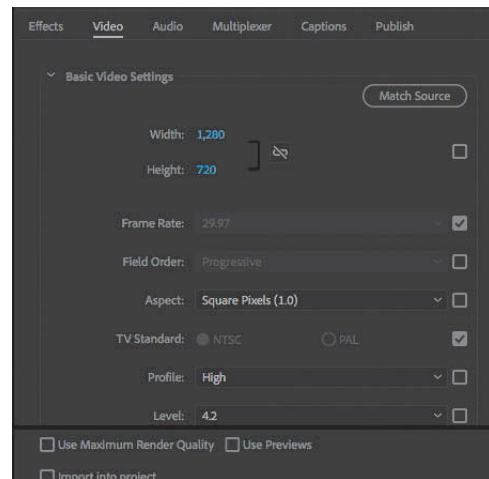 Effects Video Audio Multiplexer Captions Publish
Basic Video Settings
Match Source
Width: 1,280
Height: 720
Frame Rate: 29.97
Field Order: Progressive
Aspect: Square Pixels (1.0)
TV Standard: NTSC PAL
Profile: High
Level: 4.2
Use Maximum Render Quality Use Previews
Import into project